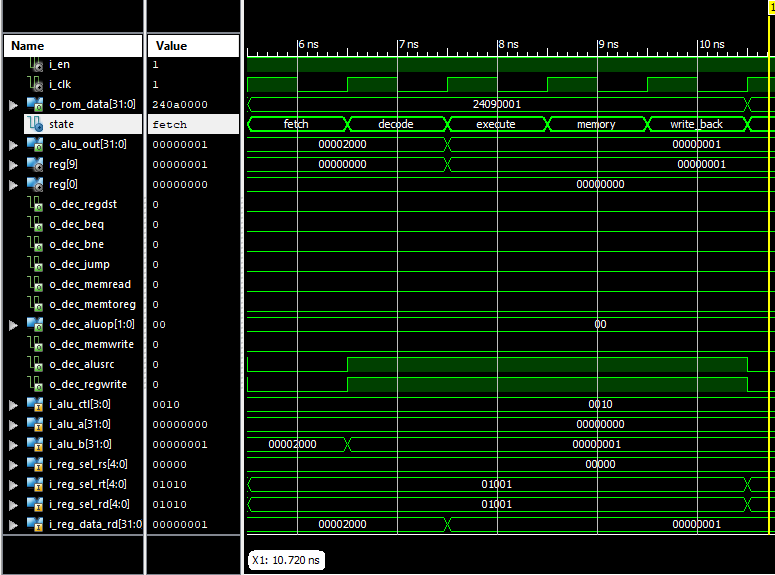 1
Name Value 6 ns 7 ns 8 ns 9 ns 10 ns
i_en 1
i_clk 1
o_rom_data[31:0] 240a0000 24090001
state fetch fetch decode execute memory write_back
o_alu_out[31:0] 00000001 00002000 00000001
reg[9] 00000001 00000000 00000001
reg[0] 00000000 00000000
o_dec_regdst 0
o_dec_beq 0
o_dec_bne 0
o_dec_jump 0
o_dec_memread 0
o_dec_memtoreg 0
o_dec_aluop[1:0] 00 00
o_dec_memwrite 0
o_dec_alusrc 0
o_dec_regwrite 0
i_alu_ctl[3:0] 0010 0010
i_alu_a[31:0] 00000000 00000000
i_alu_b[31:0] 00000001 00002000 00000001
i_reg_sel_rs[4:0] 00000 00000
i_reg_sel_rt[4:0] 01010 01001
i_reg_sel_rd[4:0] 01010 01001
i_reg_data_rd[31:0 00000001 00002000 00000001
X1: 10.720 ns